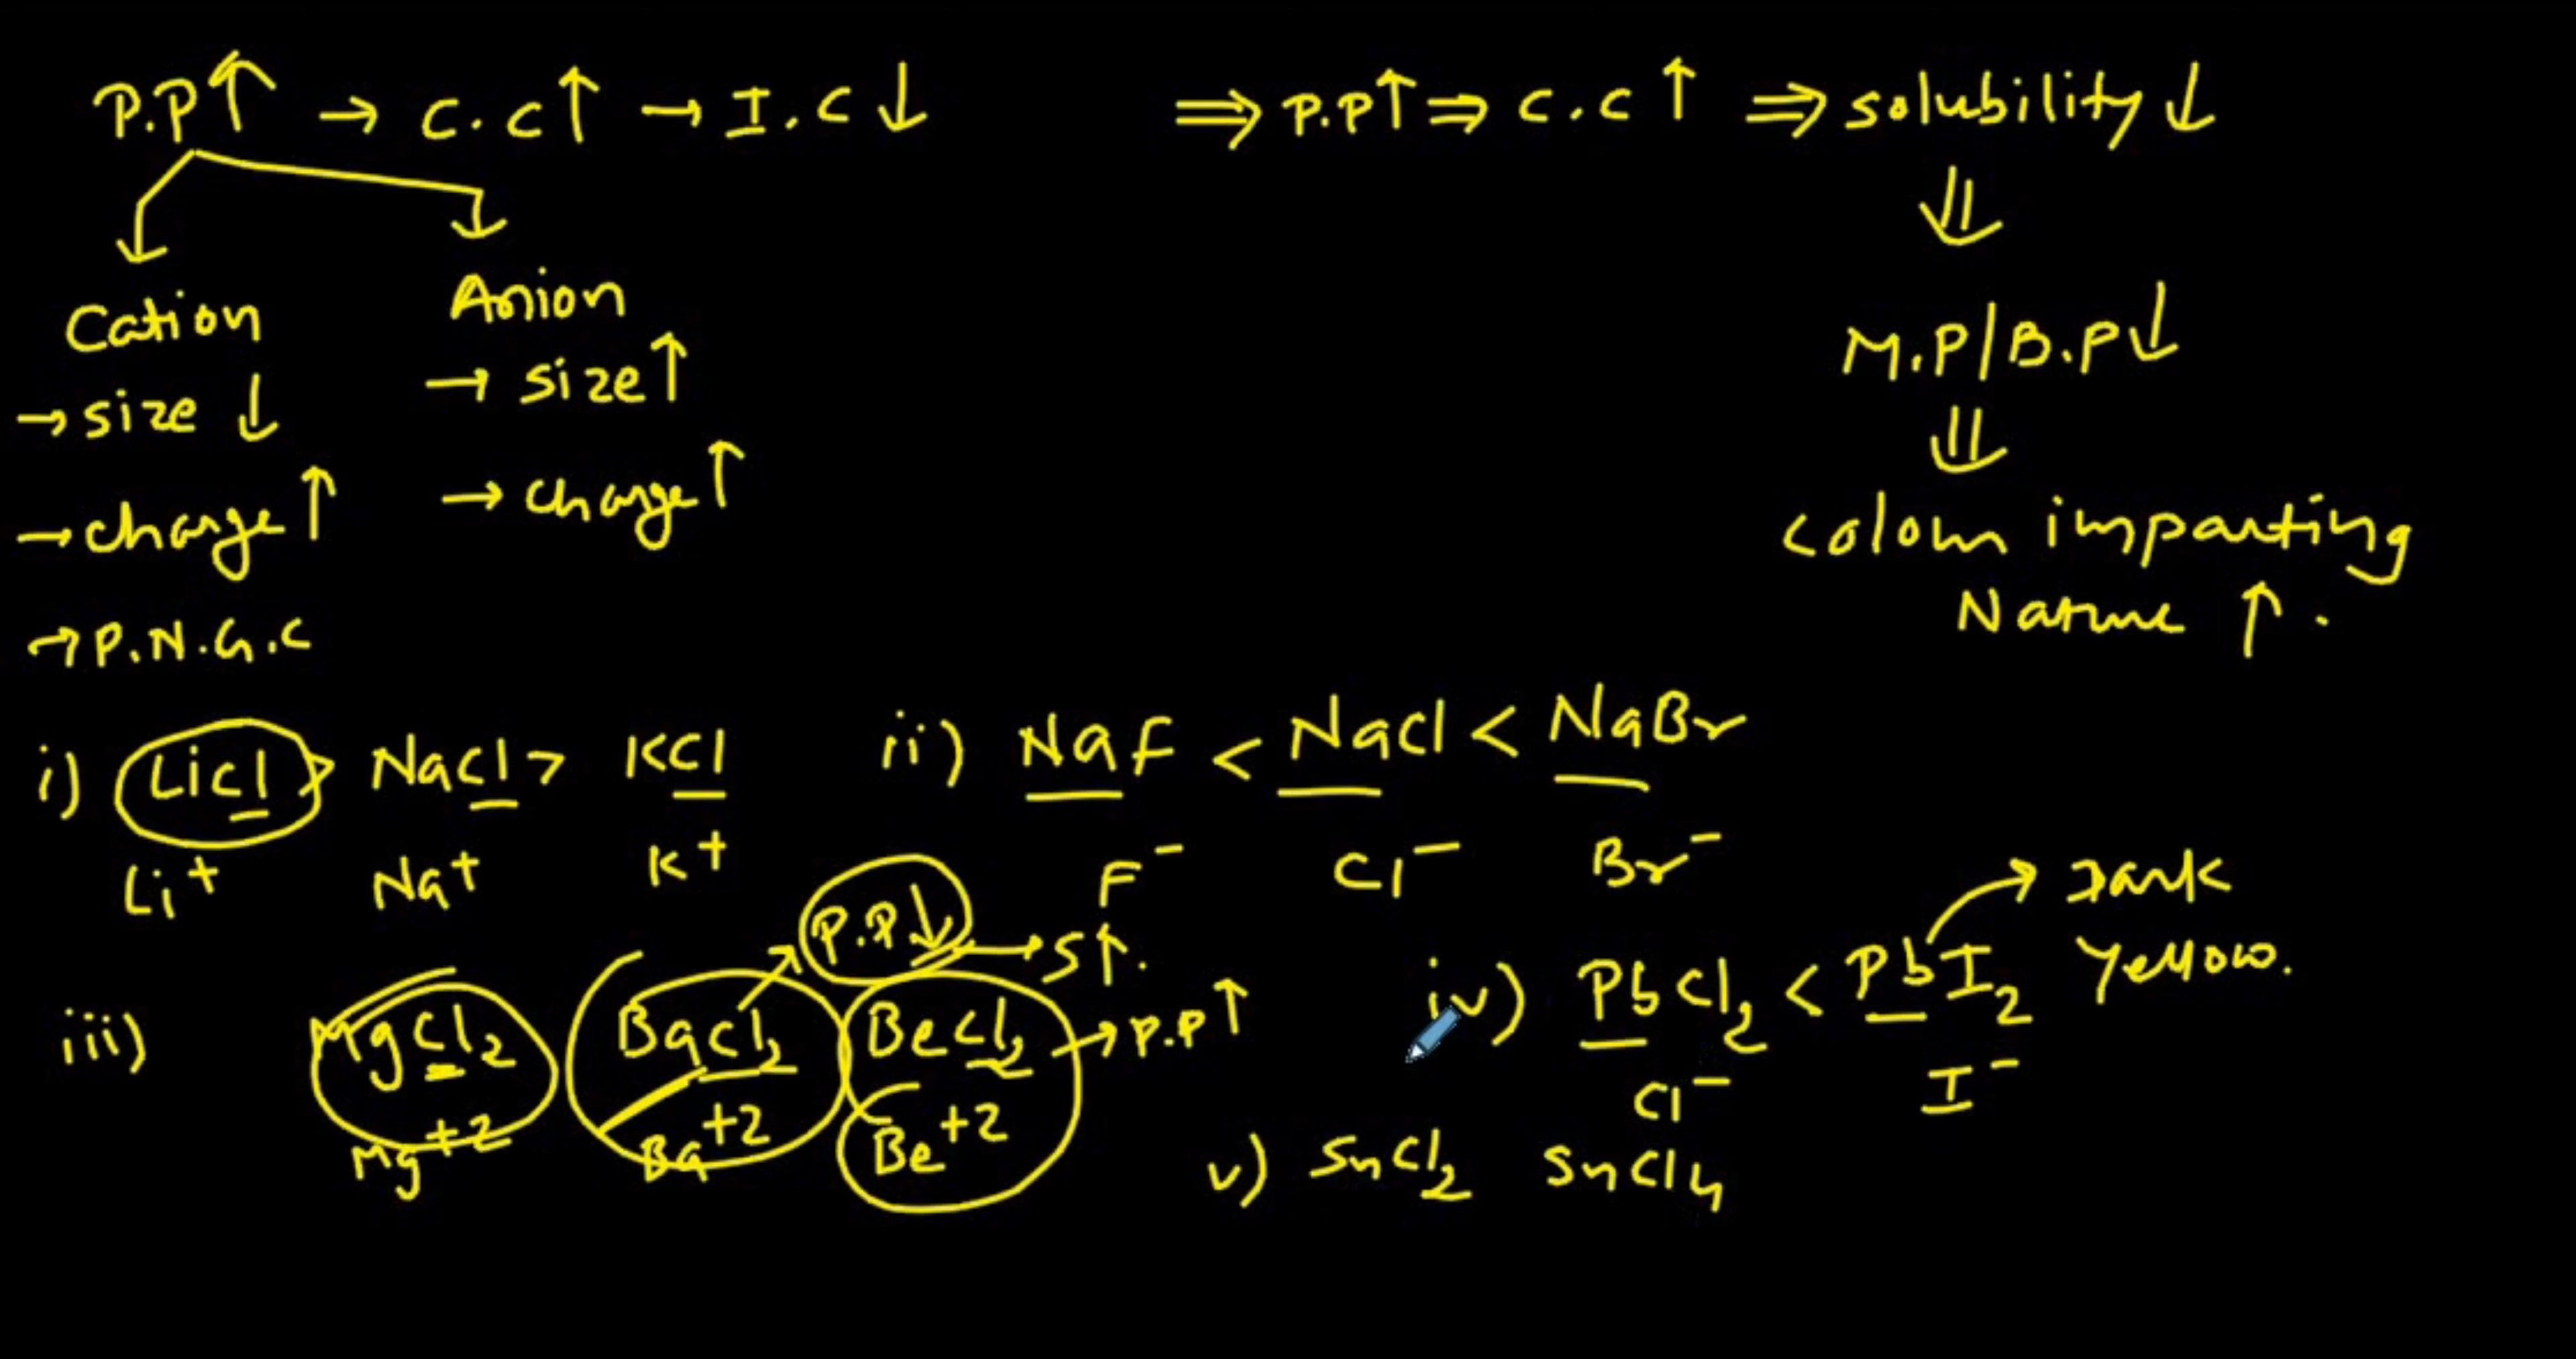 P.P↑ → C.C↑ → I.C↓ ⇒ P.P↑ ⇒ C.C↑ ⇒ solubility↓
⇓
Cation
→ size ↓
→ charge↑
→ P.N.G.C
Anion
→ size↑
→ charge↑
M.P/B.P↓
⇓
Colour imparting
Nature ↑.
i) LiCl > NaCl > KCl
Li+ Na+ K+
ii) NaF < NaCl < NaBr
F− Cl− Br−
iii) MgCl2 BaCl2 BeCl2 → P.P↑
Mg+2 Ba+2 Be+2
P.P↓ → S↑.
iv) PbCl2 < PbI2 → Dark
Yellow.
Cl− I−
v) SnCl2 SnCl4